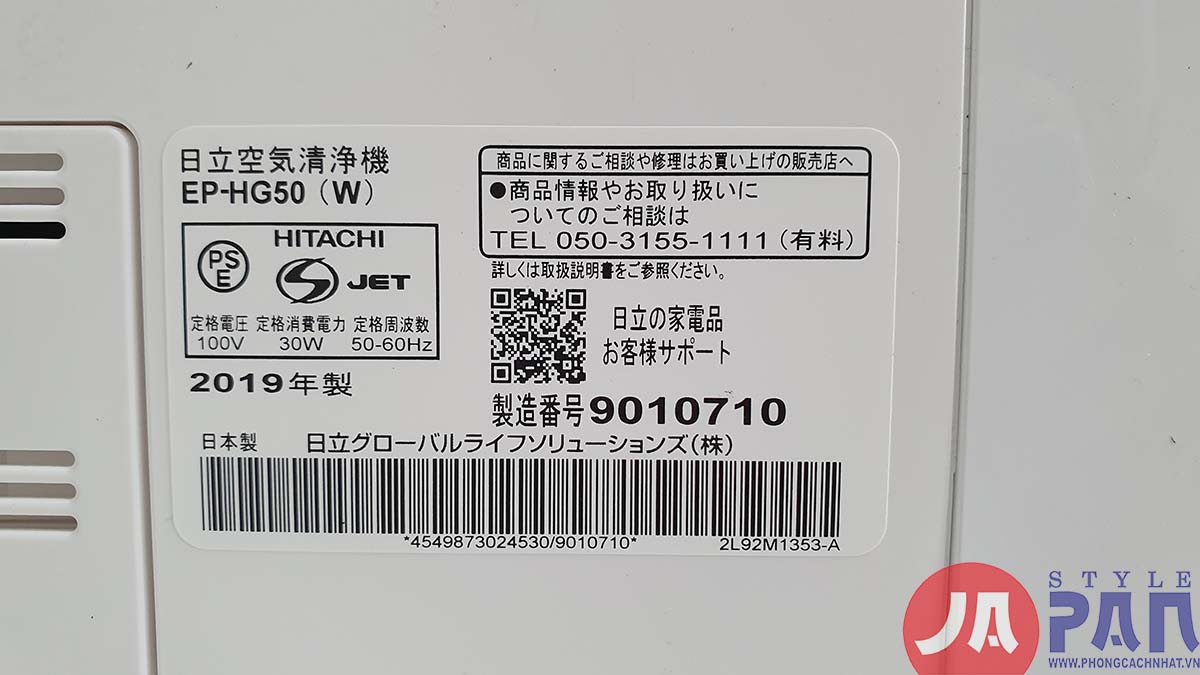 日立空気清浄機
EP-HG50（W）
PS
E
HITACHI
JET
定格電圧 定格消費電力 定格周波数
100V 30W 50-60Hz
2019年製
商品に関するご相談や修理はお買い上げの販売店へ
●商品情報やお取り扱いに
ついてのご相談は
TEL 050-3155-1111（有料）
詳しくは取扱説明書をご参照ください。
日立の家電品
お客様サポート
製造番号9010710
日本製 日立グローバルライフソリューションズ(株)
*4549873024530/9010710* 2L92M1353-A
STYLE
JAPAN
WWW.PHONGCACHNHAT.VN